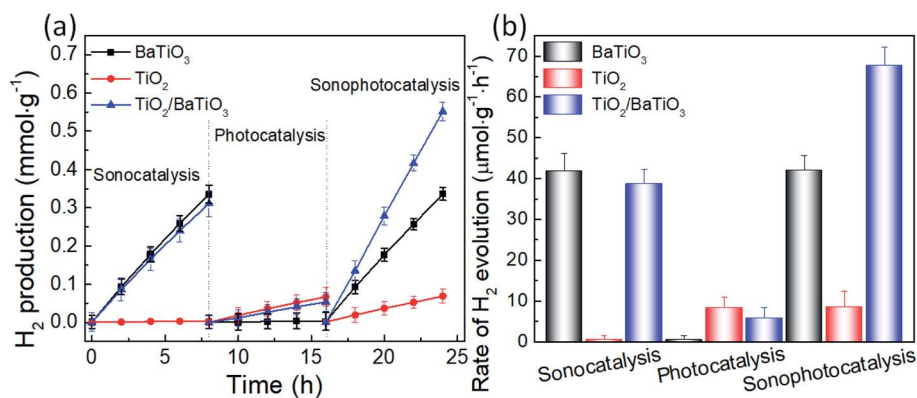 (a)
H₂ production (mmol·g⁻¹)
0.7
0.6
0.5
0.4
0.3
0.2
0.1
0.0
BaTiO₃
TiO₂
TiO₂/BaTiO₃
Sonocatalysis
Photocatalysis
Sonophotocatalysis
0 5 10 15 20 25
Time (h)
(b)
Rate of H₂ evolution (μmol·g⁻¹·h⁻¹)
70
60
50
40
30
20
10
0
BaTiO₃
TiO₂
TiO₂/BaTiO₃
Sonocatalysis
Photocatalysis
Sonophotocatalysis